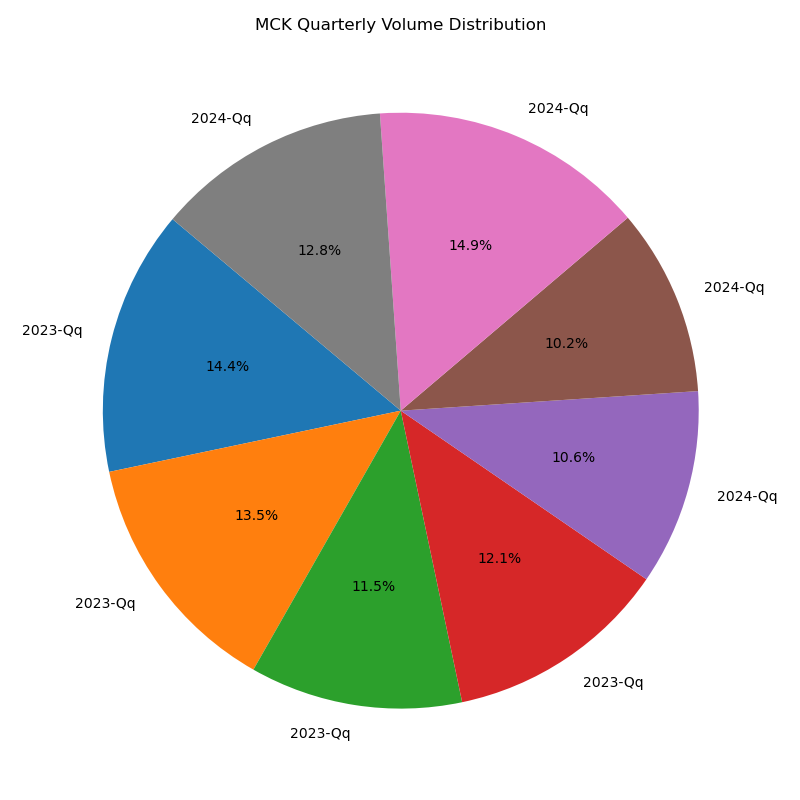 MCK Quarterly Volume Distribution
2024-Qq
2024-Qq
12.8%
14.9%
2024-Qq
2023-Qq
10.2%
14.4%
10.6%
2024-Qq
13.5%
12.1%
11.5%
2023-Qq
2023-Qq
2023-Qq